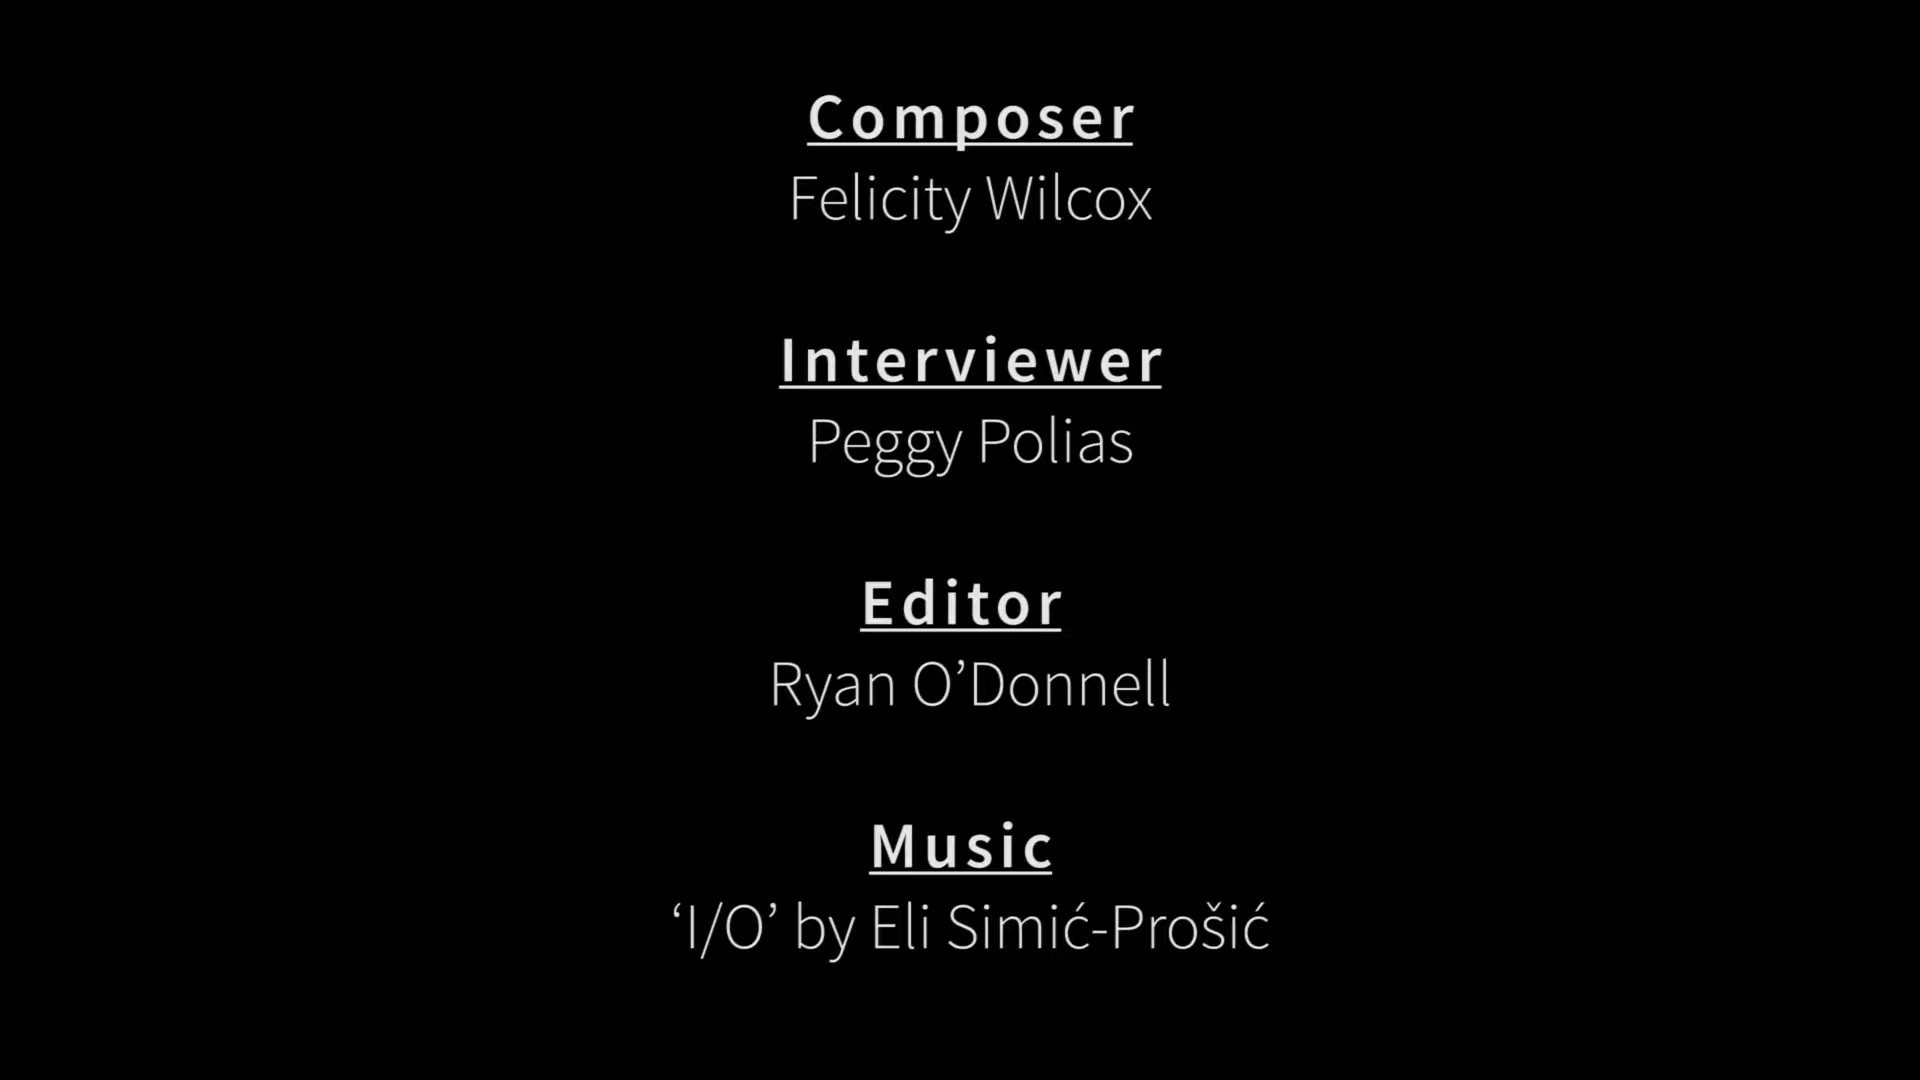 Composer
Felicity Wilcox
Interviewer
Peggy Polias
Editor
Ryan O’Donnell
Music
‘I/O’ by Eli Simić-Prošić